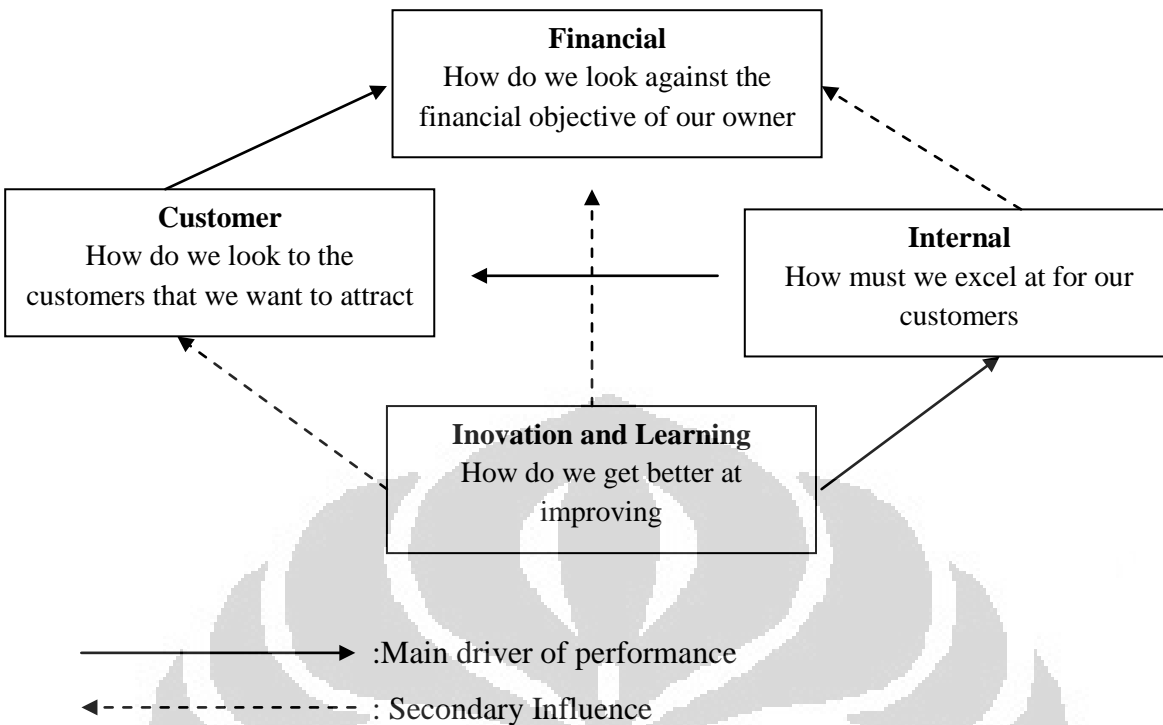 Financial
How do we look against the
financial objective of our owner
Customer
How do we look to the
customers that we want to attract
Internal
How must we excel at for our
customers
Inovation and Learning
How do we get better at
improving
:Main driver of performance
: Secondary Influence